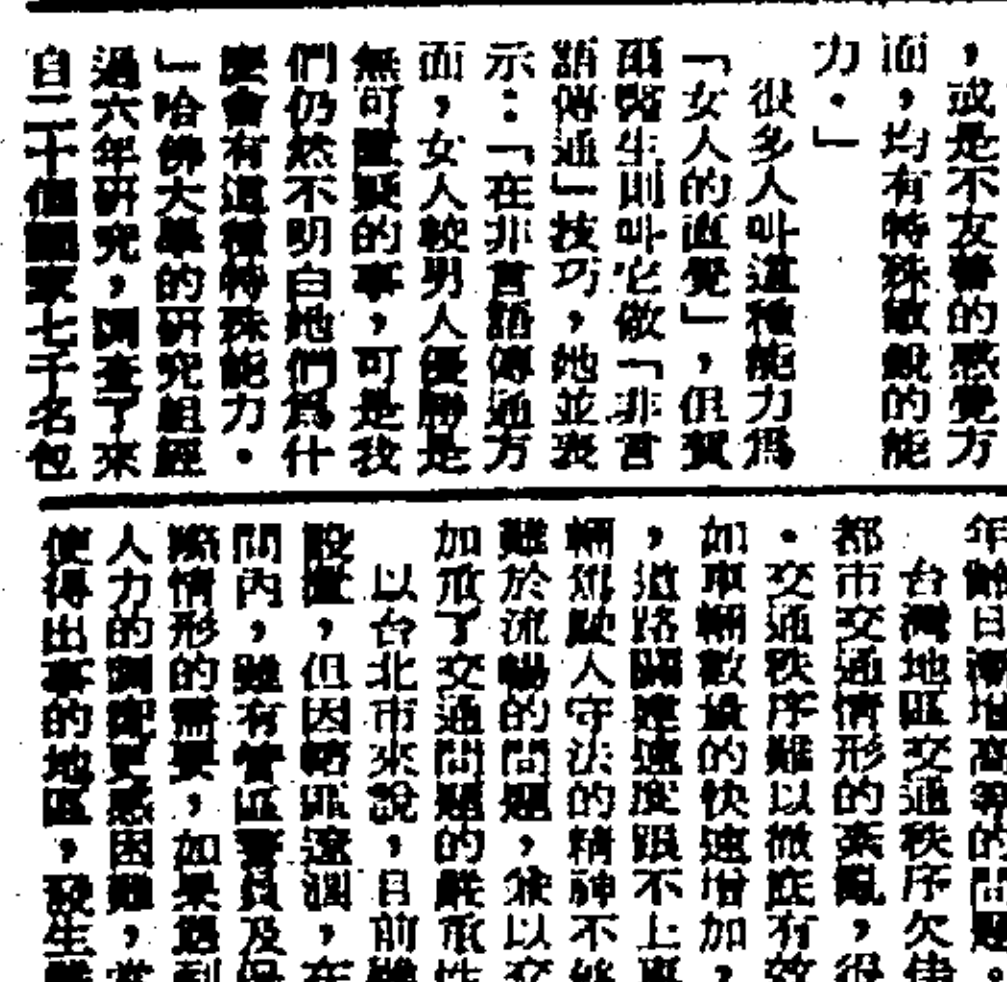 ，或是不友善的感覺方
面，均有特殊敏銳的能
力。」
很多人叫這種能力爲
「女人的直覺」，但賀
爾醫生則叫它做「非言
語傳通」技巧，她並表
示：「在非言語傳通方
面，女人較男人優勝是
無可置疑的事，可是我
們仍然不明白她們爲什
麼會有這種特殊能力。
」哈佛大學的研究組經
過六年研究，調查了來
自二十個國家七千名包
年齡日漸增高等的問題。
台灣地區交通秩序欠佳
都市交通情形的紊亂，很
。交通秩序難以徹底有效
如車輛數量的快速增加，
，道路闢建速度跟不上車
輛駕駛人守法的精神不夠
難於流暢的問題，兼以交
加重了交通問題的嚴重性
以台北市來說，目前雖
設置，但因轄區遼闊，在
間內，雖有管區警員及
際情形的需要，如果遇到
人力的調配更感困難，常
使得出事的地區，發生嚴